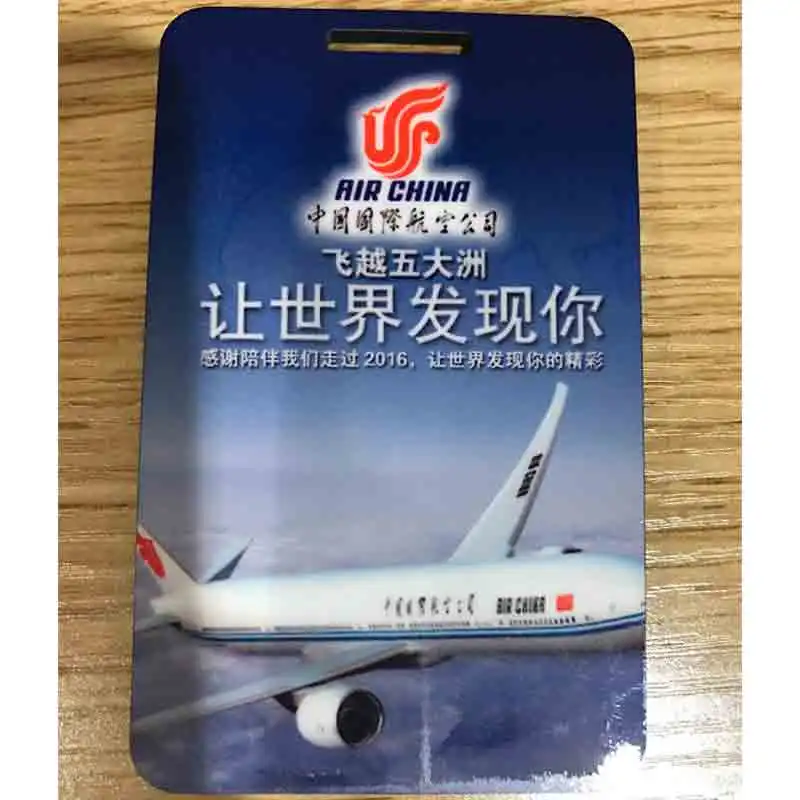 AIR CHINA
中国国際航空公司
飞越五大洲
让世界发现你
感谢陪伴我们走过 2016，让世界发现你的精彩
AIR CHINA
中国国際航空公司 AIR CHINA